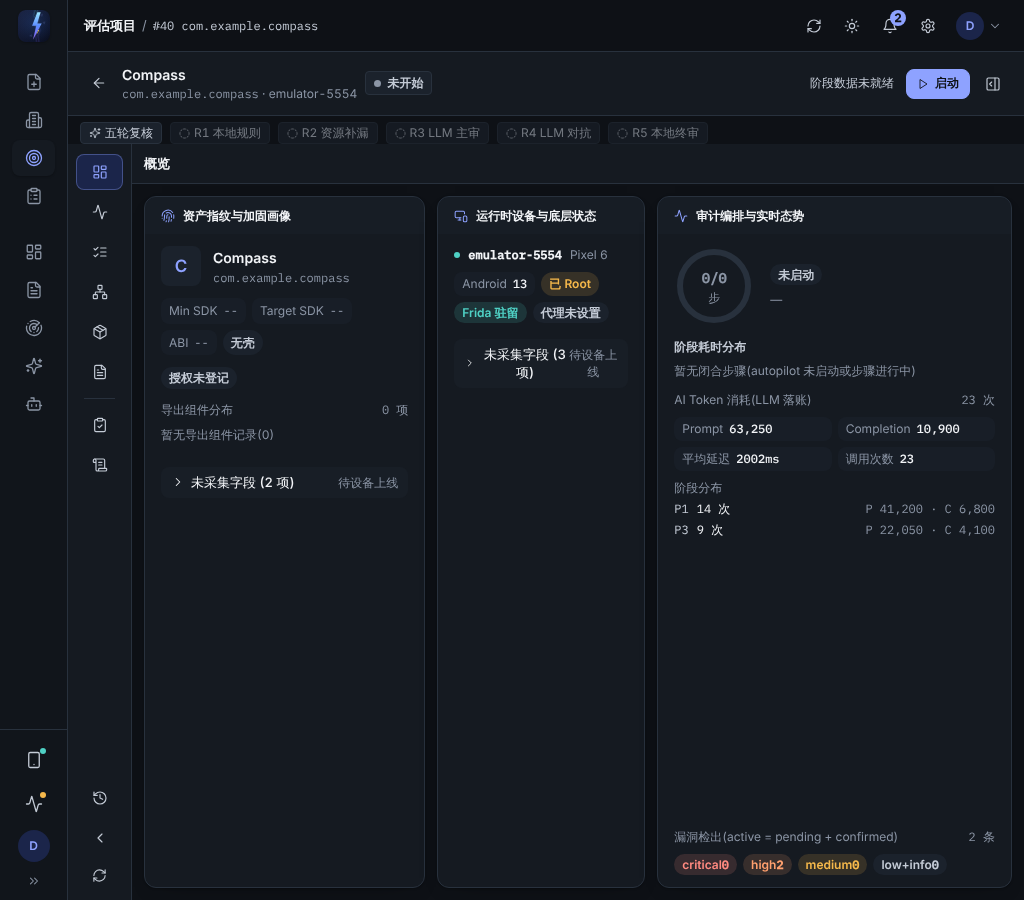 评估项目 / #40 com.example.compass
2
D
Compass
com.example.compass · emulator-5554
未开始
阶段数据未就绪
启动
五轮复核
R1 本地规则
R2 资源补漏
R3 LLM 主审
R4 LLM 对抗
R5 本地终审
概览
资产指纹与加固画像
C
Compass
com.example.compass
Min SDK --
Target SDK --
ABI --
无壳
授权未登记
导出组件分布 0 项
暂无导出组件记录(0)
未采集字段 (2 项) 待设备上线
运行时设备与底层状态
emulator-5554 Pixel 6
Android 13
已 Root
Frida 驻留
代理未设置
未采集字段 (3
项)
待设备上
线
审计编排与实时态势
0/0
步
未启动
—
阶段耗时分布
暂无闭合步骤(autopilot 未启动或步骤进行中)
AI Token 消耗(LLM 落账) 23 次
Prompt 63,250
Completion 10,900
平均延迟 2002ms
调用次数 23
阶段分布
P1 14 次 P 41,200 · C 6,800
P3 9 次 P 22,050 · C 4,100
漏洞检出(active = pending + confirmed) 2 条
critical0
high2
medium0
low+info0
D